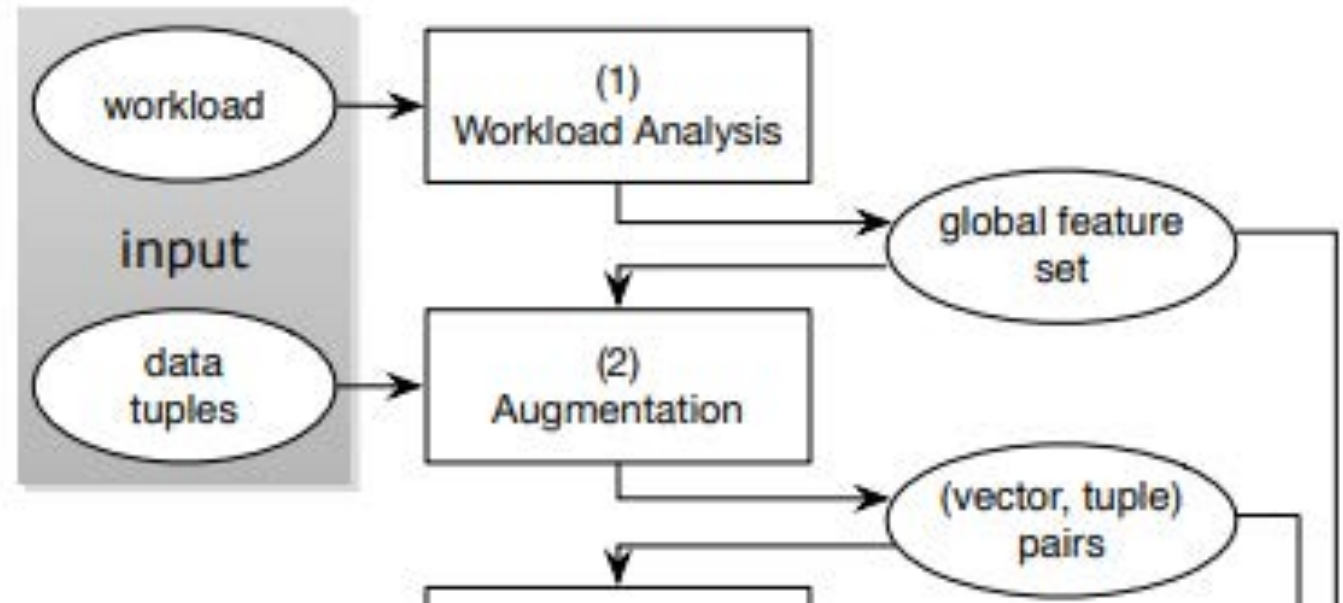 workload
(1)
Workload Analysis
input
global feature
set
data
tuples
(2)
Augmentation
(vector, tuple)
pairs